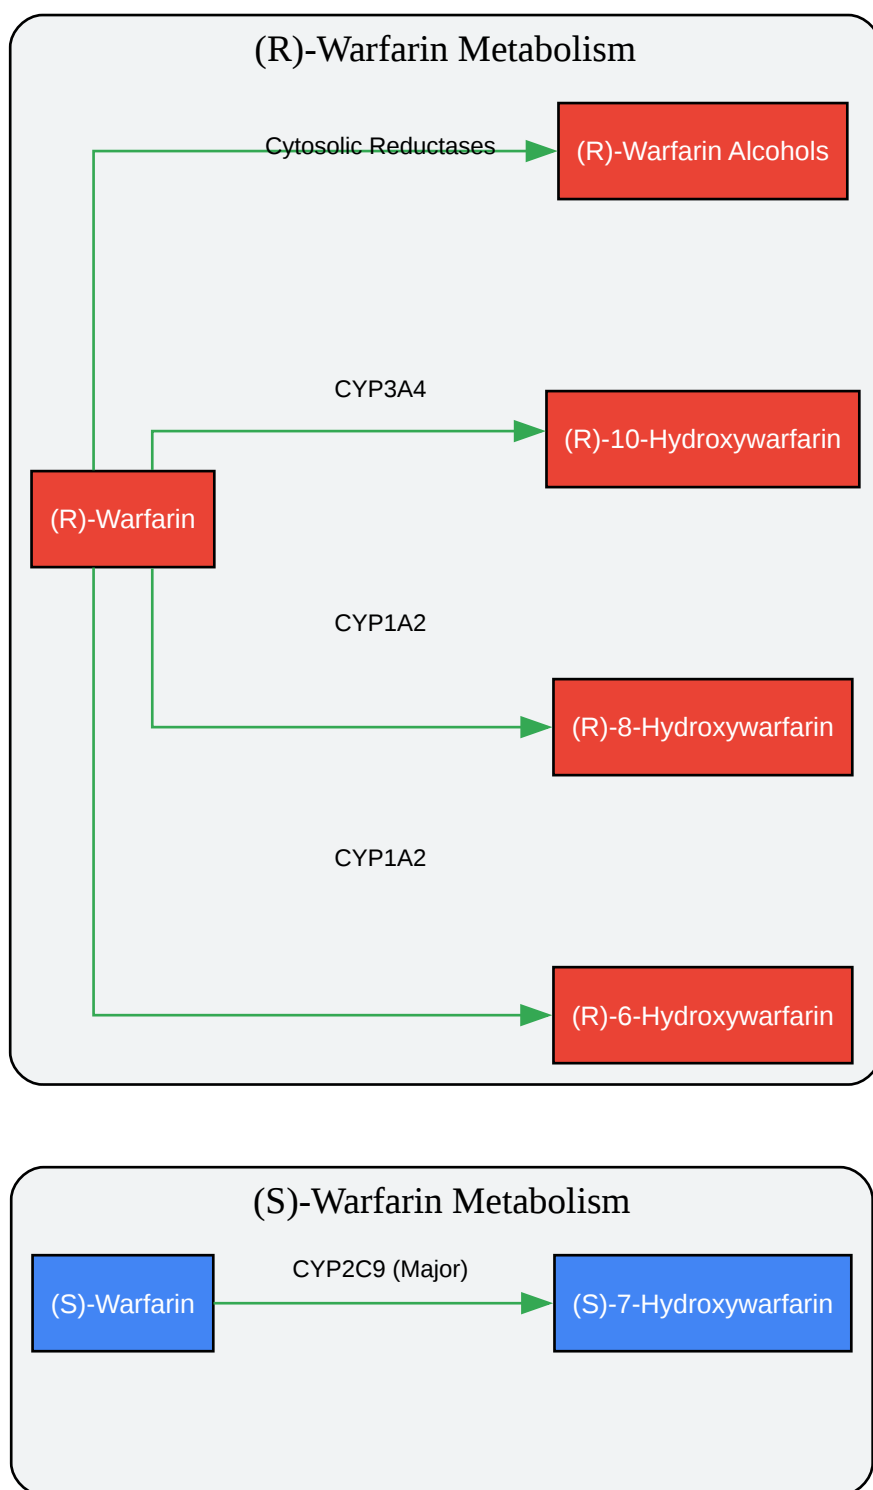 (R)-Warfarin Metabolism
Cytosolic Reductases
(R)-Warfarin Alcohols
CYP3A4
(R)-10-Hydroxywarfarin
(R)-Warfarin
CYP1A2
(R)-8-Hydroxywarfarin
CYP1A2
(R)-6-Hydroxywarfarin
(S)-Warfarin Metabolism
CYP2C9 (Major)
(S)-Warfarin
(S)-7-Hydroxywarfarin